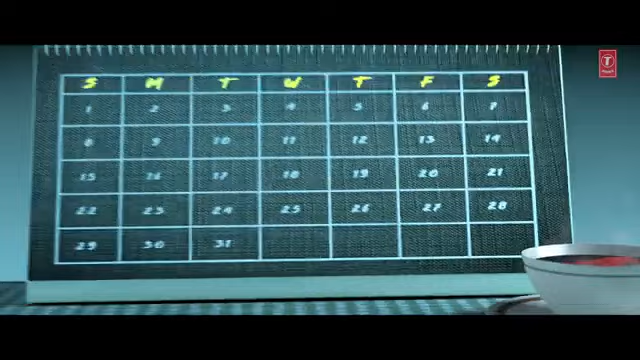 S M T W T F S
1 2 3 4 5 6 7
8 9 10 11 12 13 14
15 16 17 18 19 20 21
22 23 24 25 26 27 28
29 30 31